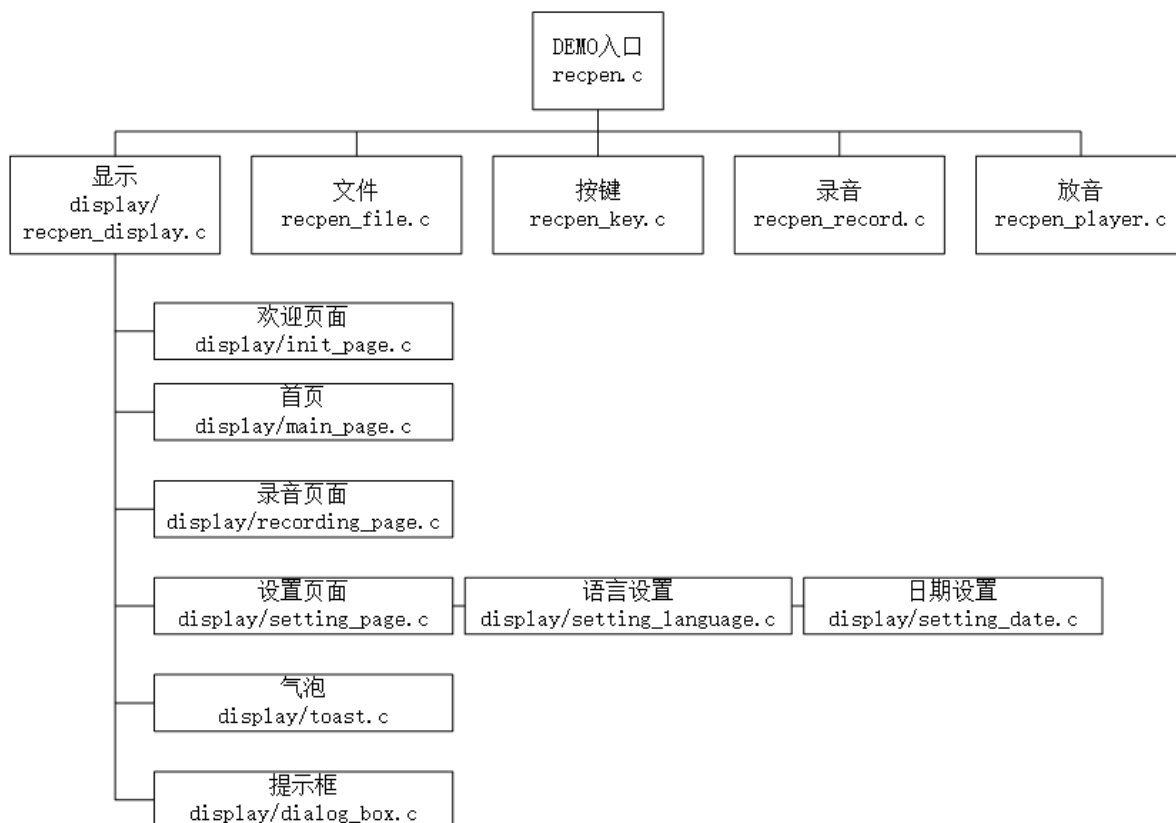 DEMO入口
recpen.c
显示
display/
recpen_display.c
文件
recpen_file.c
按键
recpen_key.c
录音
recpen_record.c
放音
recpen_player.c
欢迎页面
display/init_page.c
首页
display/main_page.c
录音页面
display/recording_page.c
设置页面
display/setting_page.c
语言设置
display/setting_language.c
日期设置
display/setting_date.c
气泡
display/toast.c
提示框
display/dialog_box.c